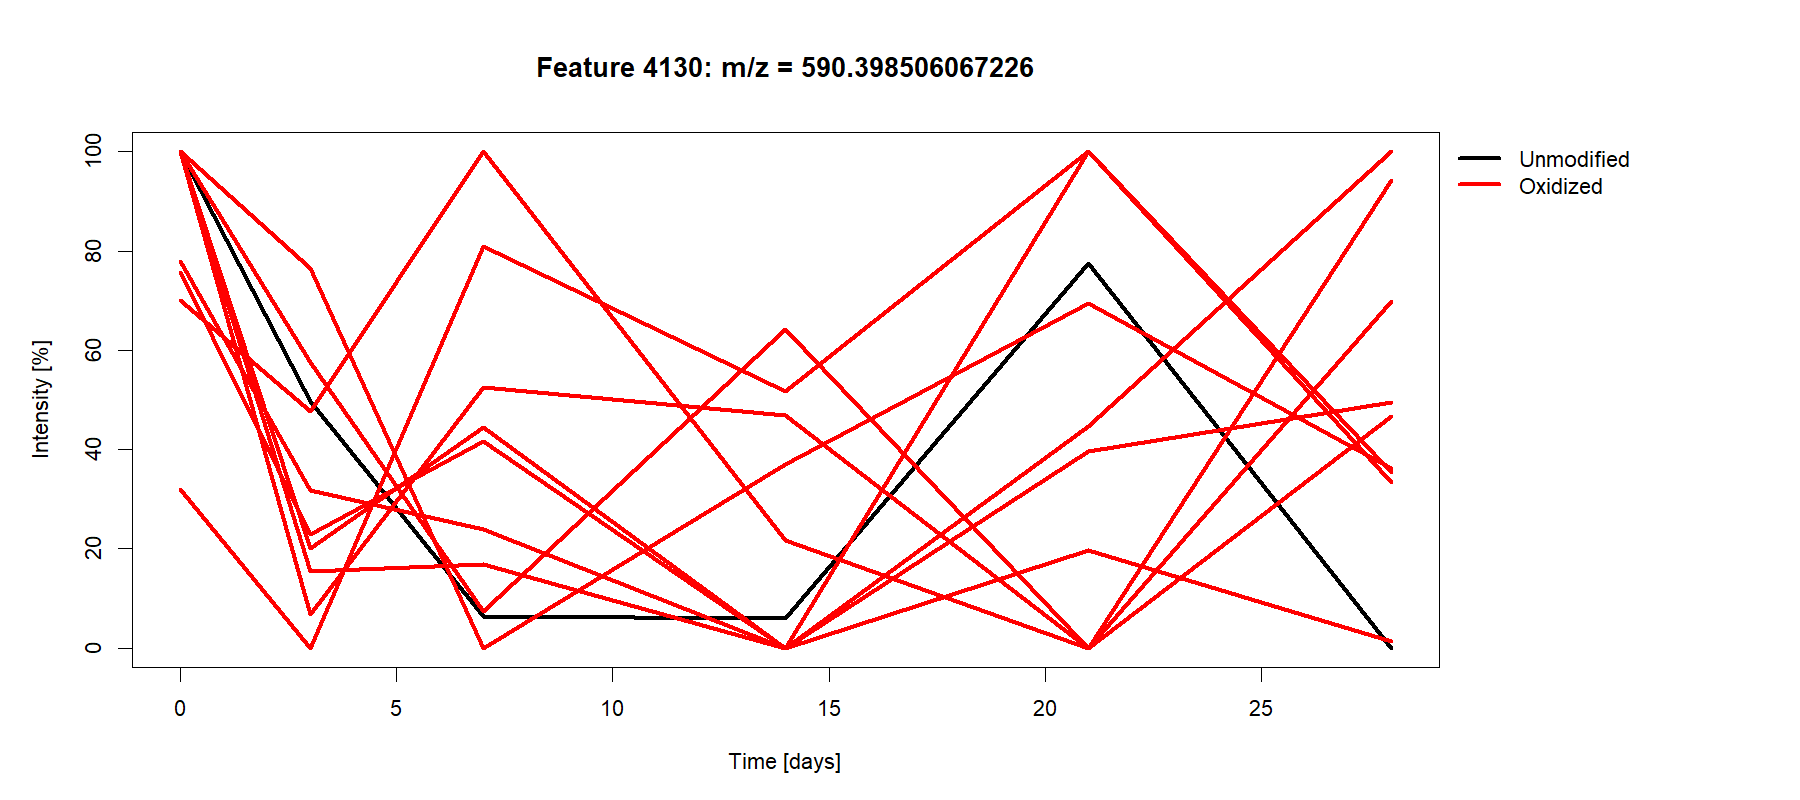 Feature 4130: m/z = 590.398506067226
Unmodified
Oxidized
100
80
60
40
20
0
Intensity [%]
0 5 10 15 20 25
Time [days]